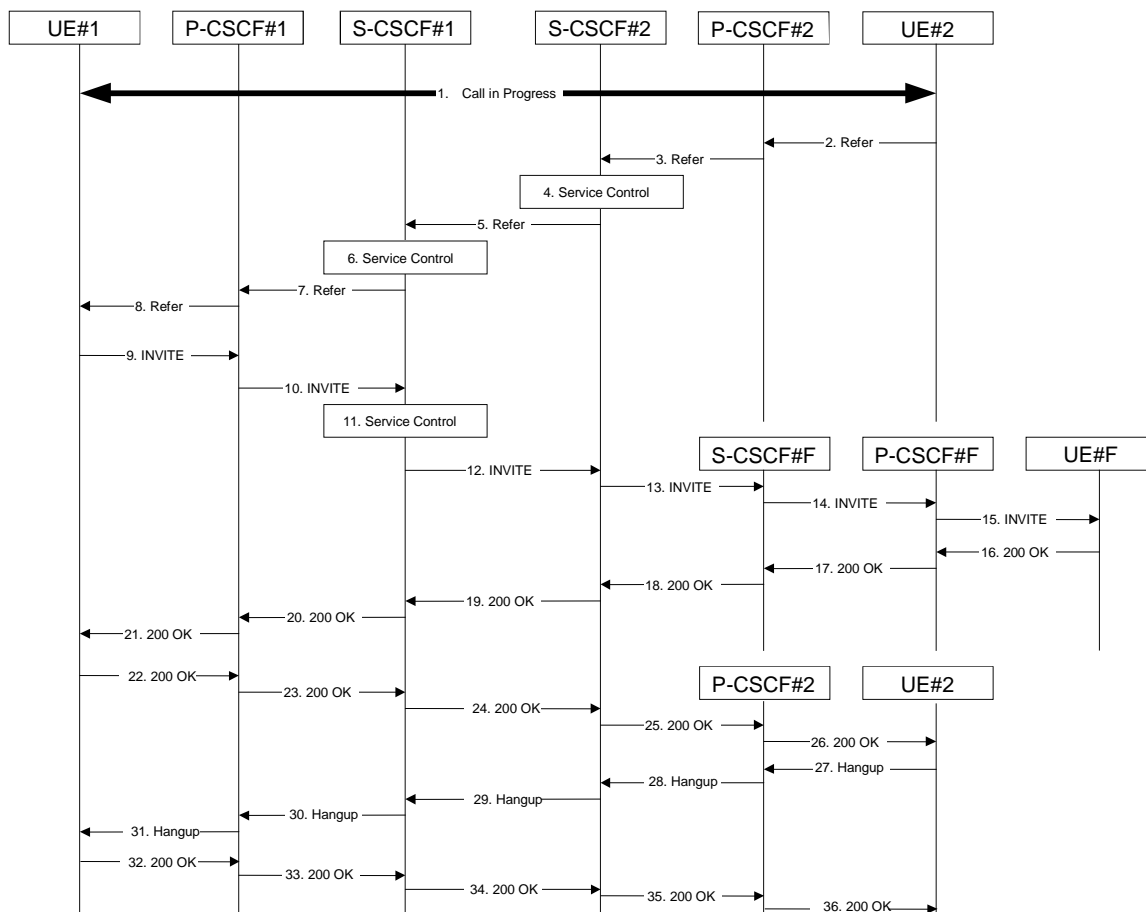 UE#1
P-CSCF#1
S-CSCF#1
S-CSCF#2
P-CSCF#2
UE#2
1. Call in Progress
2. Refer
3. Refer
4. Service Control
5. Refer
6. Service Control
7. Refer
8. Refer
9. INVITE
10. INVITE
11. Service Control
S-CSCF#F
P-CSCF#F
UE#F
12. INVITE
13. INVITE
14. INVITE
15. INVITE
16. 200 OK
17. 200 OK
18. 200 OK
19. 200 OK
20. 200 OK
21. 200 OK
22. 200 OK
P-CSCF#2
UE#2
23. 200 OK
24. 200 OK
25. 200 OK
26. 200 OK
27. Hangup
28. Hangup
29. Hangup
30. Hangup
31. Hangup
32. 200 OK
33. 200 OK
34. 200 OK
35. 200 OK
36. 200 OK